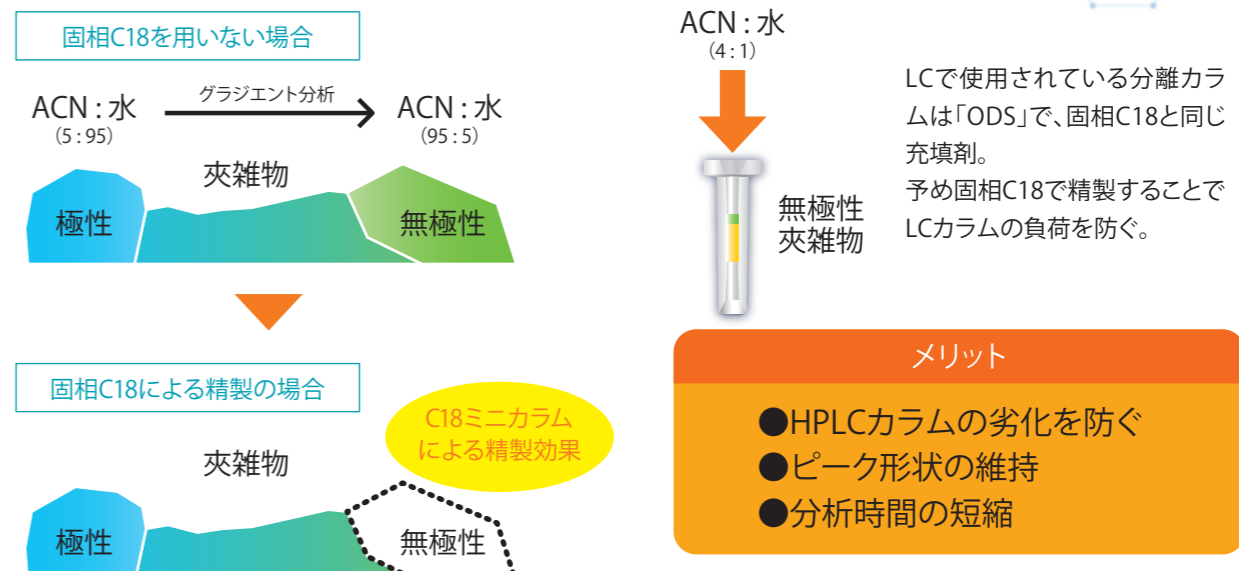 固相C18を用いない場合
ACN : 水
(5 : 95)
グラジエント分析
ACN : 水
(95 : 5)
夾雑物
極性
無極性
固相C18による精製の場合
C18ミニカラム
による精製効果
夾雑物
極性
無極性
ACN : 水
(4 : 1)
無極性
夾雑物
LCで使用されている分離カラ
ムは「ODS」で、固相C18と同じ
充填剤。
予め固相C18で精製することで
LCカラムの負荷を防ぐ。
メリット
●HPLCカラムの劣化を防ぐ
●ピーク形状の維持
●分析時間の短縮